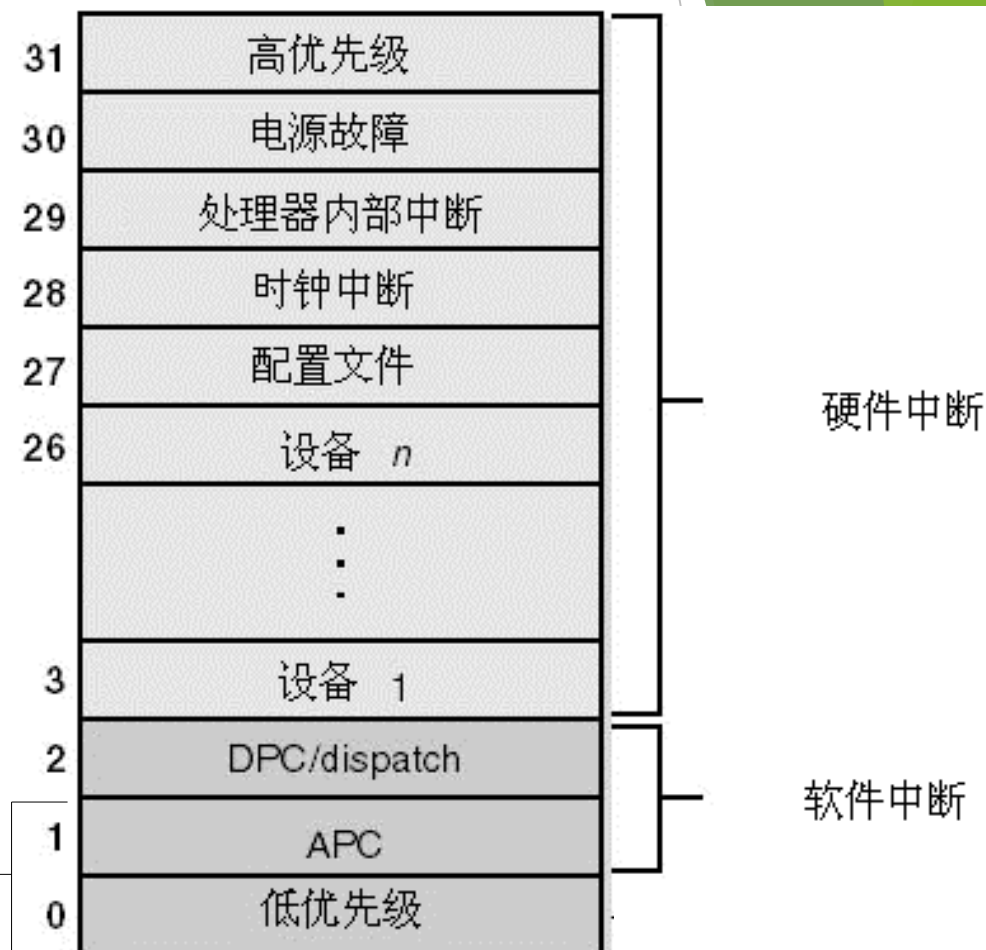 31 高优先级
30 电源故障
29 处理器内部中断
28 时钟中断
27 配置文件
26 设备 n
硬件中断
3 设备 1
2 DPC/dispatch
软件中断
1 APC
0 低优先级